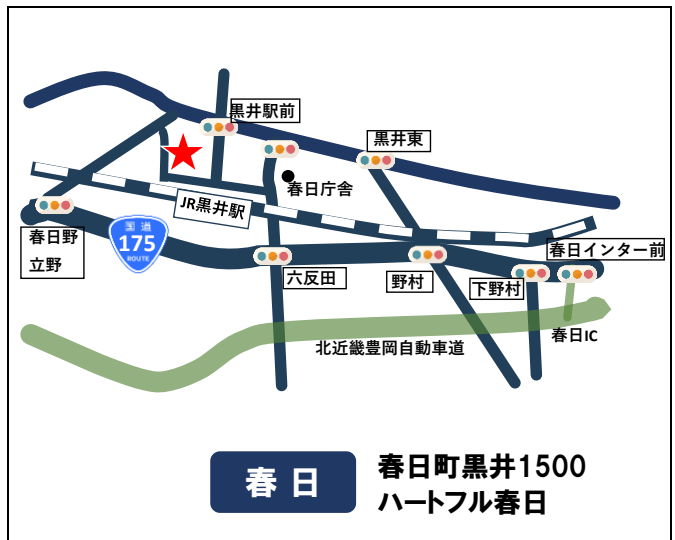 黒井駅前
黒井東
春日庁舎
JR黒井駅
春日野
立野
国道
175
ROUTE
六反田
野村
下野村
春日インター前
春日IC
北近畿豊岡自動車道
春日
春日町黒井1500
ハートフル春日